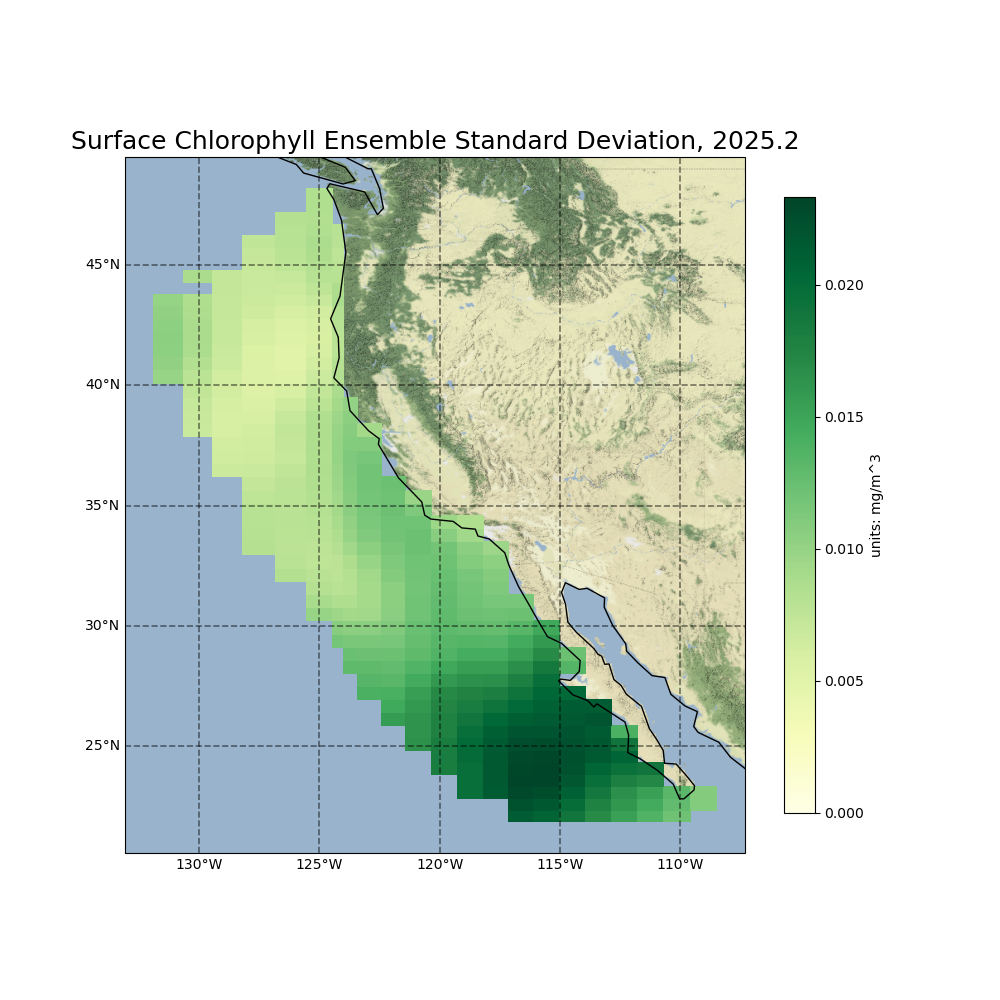 Surface Chlorophyll Ensemble Standard Deviation, 2025.2
45°N
40°N
35°N
30°N
25°N
130°W
125°W
120°W
115°W
110°W
0.020
0.015
0.010
0.005
0.000
units: mg/m^3